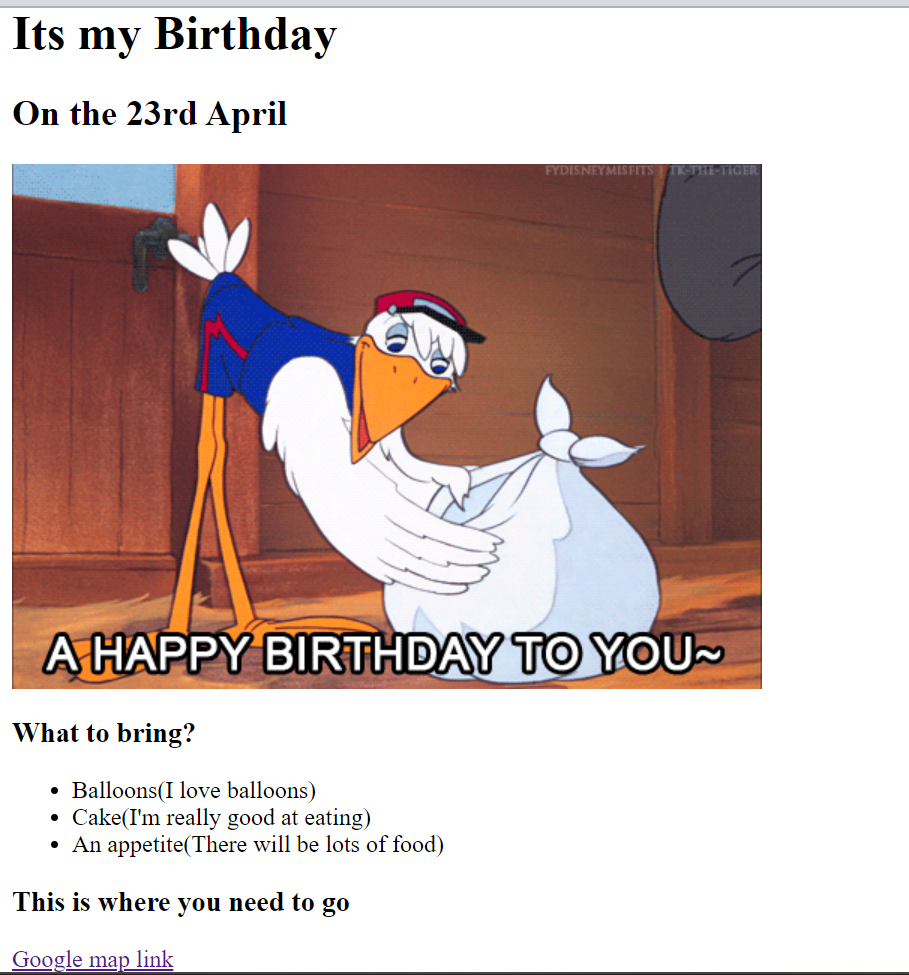 Its my Birthday
On the 23rd April
FYDISNEYMISFITS | TK-THE-TIGER
A HAPPY BIRTHDAY TO YOU~
What to bring?
Balloons(I love balloons)
Cake(I'm really good at eating)
An appetite(There will be lots of food)
This is where you need to go
Google map link